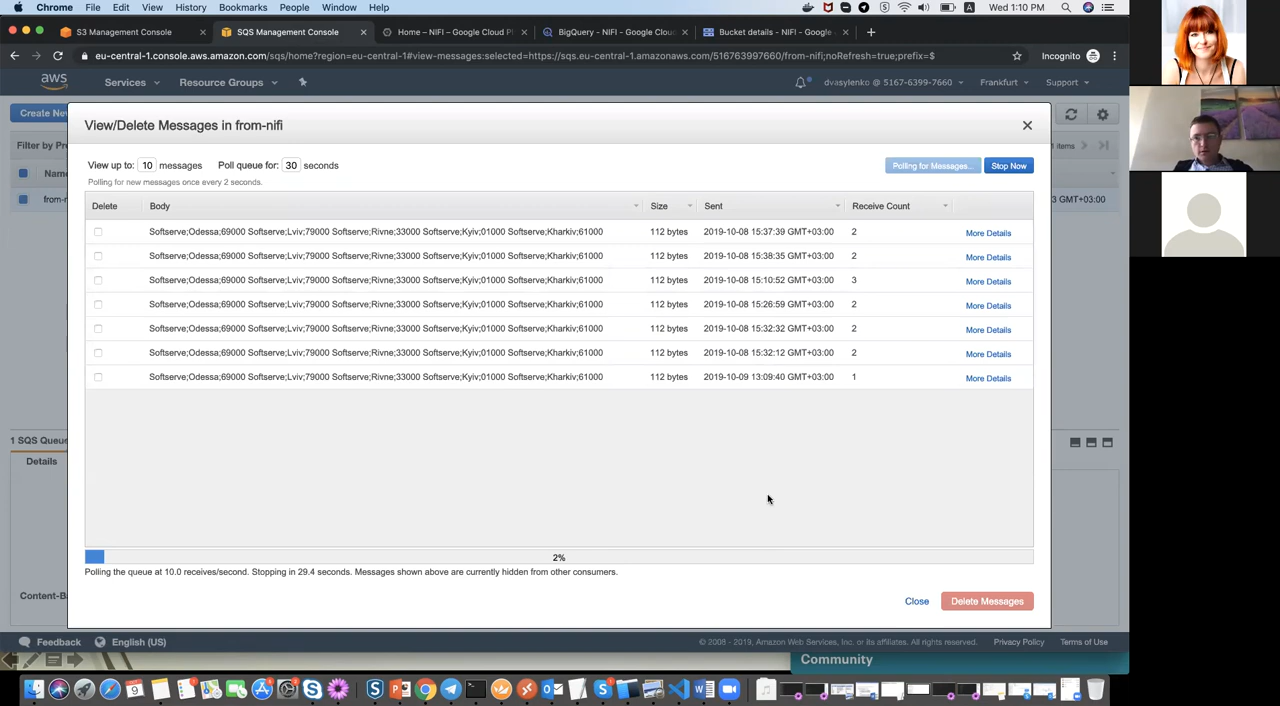 Chrome File Edit View History Bookmarks People Window Help Wed 1:10 PM
S3 Management Console SQS Management Console Home – NIFI – Google Cloud Pl BigQuery – NIFI – Google Clou Bucket details – NIFI – Google
eu-central-1.console.aws.amazon.com/sqs/home?region=eu-central-1#view-messages:selected=https://sqs.eu-central-1.amazonaws.com/516763997660/from-nifi;noRefresh=true;prefix=$ Incognito
aws Services Resource Groups dvasylenko @ 5167-6399-7660 Frankfurt Support
Create New
View/Delete Messages in from-nifi
Filter by Pr 1 items
View up to: 10 messages Poll queue for: 30 seconds Polling for Messages... Stop Now
Polling for new messages once every 2 seconds.
Name
from-n 3 GMT+03:00
Delete Body Size Sent Receive Count
Softserve;Odessa;69000 Softserve;Lviv;79000 Softserve;Rivne;33000 Softserve;Kyiv;01000 Softserve;Kharkiv;61000 112 bytes 2019-10-08 15:37:39 GMT+03:00 2 More Details
Softserve;Odessa;69000 Softserve;Lviv;79000 Softserve;Rivne;33000 Softserve;Kyiv;01000 Softserve;Kharkiv;61000 112 bytes 2019-10-08 15:38:35 GMT+03:00 2 More Details
Softserve;Odessa;69000 Softserve;Lviv;79000 Softserve;Rivne;33000 Softserve;Kyiv;01000 Softserve;Kharkiv;61000 112 bytes 2019-10-08 15:10:52 GMT+03:00 3 More Details
Softserve;Odessa;69000 Softserve;Lviv;79000 Softserve;Rivne;33000 Softserve;Kyiv;01000 Softserve;Kharkiv;61000 112 bytes 2019-10-08 15:26:59 GMT+03:00 2 More Details
Softserve;Odessa;69000 Softserve;Lviv;79000 Softserve;Rivne;33000 Softserve;Kyiv;01000 Softserve;Kharkiv;61000 112 bytes 2019-10-08 15:32:32 GMT+03:00 2 More Details
Softserve;Odessa;69000 Softserve;Lviv;79000 Softserve;Rivne;33000 Softserve;Kyiv;01000 Softserve;Kharkiv;61000 112 bytes 2019-10-08 15:32:12 GMT+03:00 2 More Details
Softserve;Odessa;69000 Softserve;Lviv;79000 Softserve;Rivne;33000 Softserve;Kyiv;01000 Softserve;Kharkiv;61000 112 bytes 2019-10-09 13:09:40 GMT+03:00 1 More Details
1 SQS Queue
Details
2%
Polling the queue at 10.0 receives/second. Stopping in 29.4 seconds. Messages shown above are currently hidden from other consumers.
Content-Ba
Close Delete Messages
Feedback English (US) © 2008 - 2019, Amazon Web Services, Inc. or its affiliates. All rights reserved. Privacy Policy Terms of Use
Community